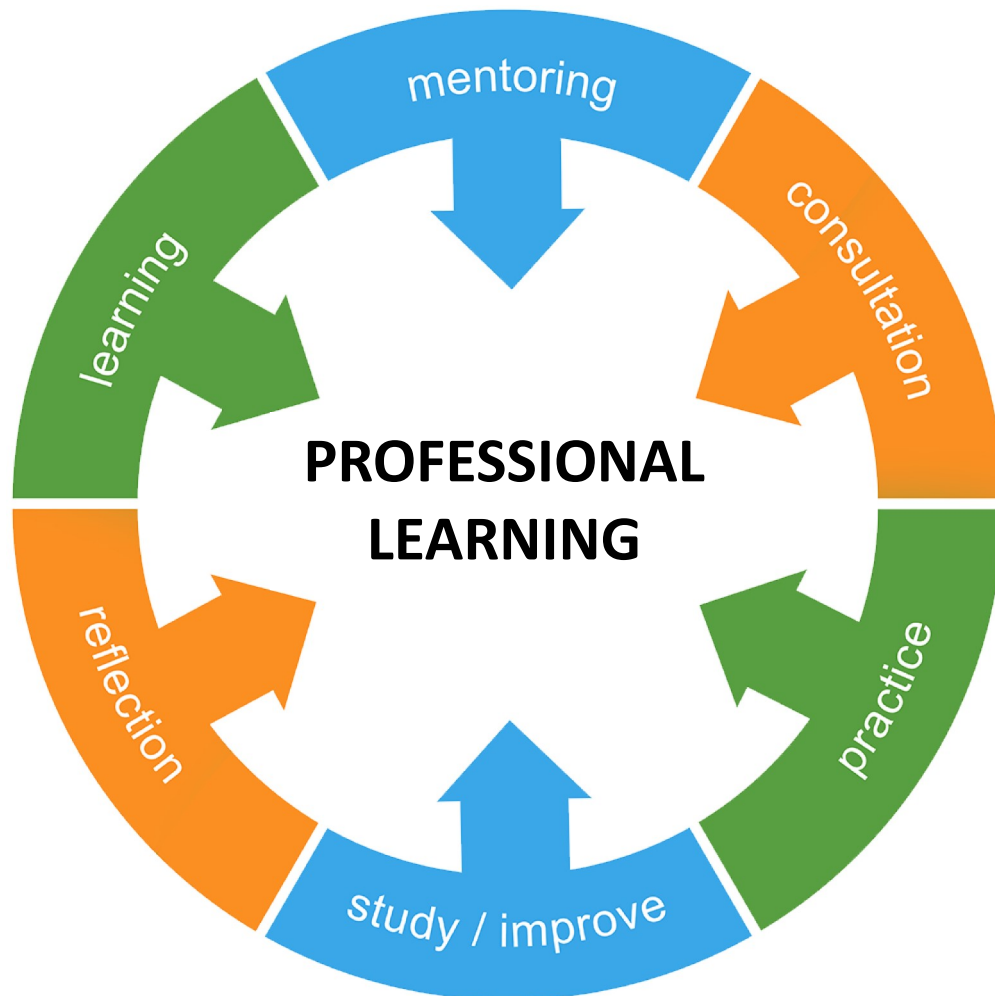 mentoring
consultation
learning
PROFESSIONAL
LEARNING
reflection
practice
study / improve